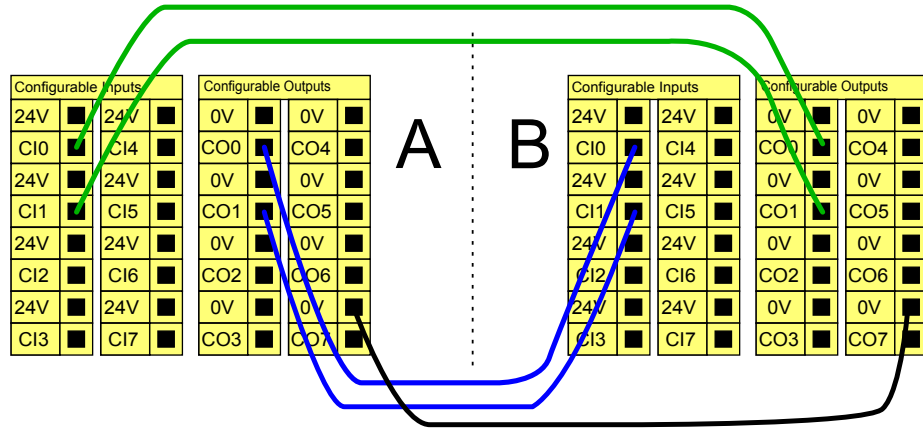 A B
Configurable Inputs
24V 24V
CI0 CI4
24V 24V
CI1 CI5
24V 24V
CI2 CI6
24V 24V
CI3 CI7
Configurable Outputs
0V 0V
CO0 CO4
0V 0V
CO1 CO5
0V 0V
CO2 CO6
0V 0V
CO3 CO7
Configurable Inputs
24V 24V
CI0 CI4
24V 24V
CI1 CI5
24V 24V
CI2 CI6
24V 24V
CI3 CI7
Configurable Outputs
0V 0V
CO0 CO4
0V 0V
CO1 CO5
0V 0V
CO2 CO6
0V 0V
CO3 CO7